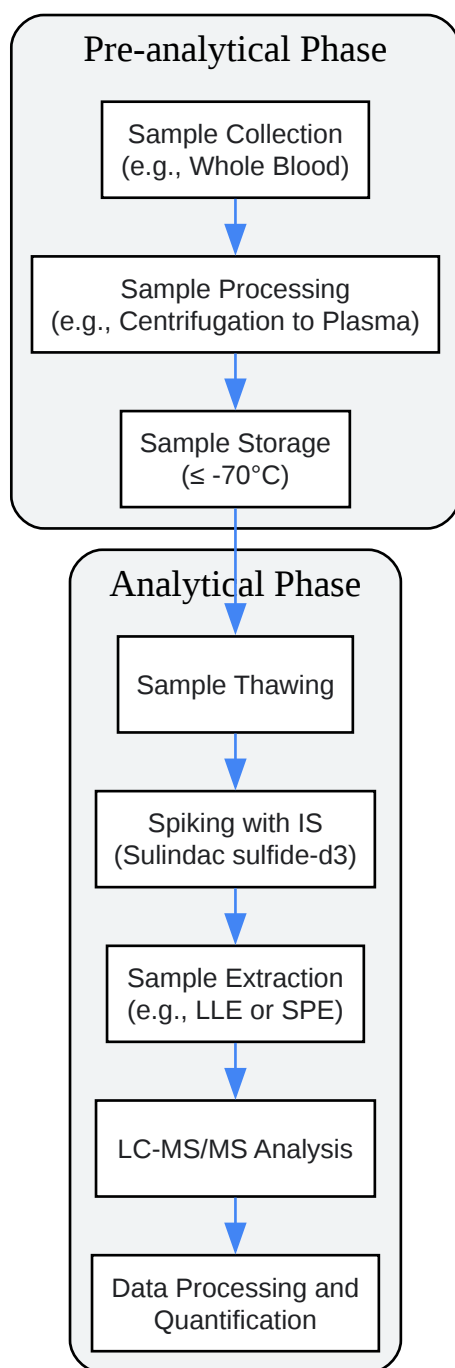 Pre-analytical Phase
Sample Collection
(e.g., Whole Blood)
Sample Processing
(e.g., Centrifugation to Plasma)
Sample Storage
(≤ -70°C)
Analytical Phase
Sample Thawing
Spiking with IS
(Sulindac sulfide-d3)
Sample Extraction
(e.g., LLE or SPE)
LC-MS/MS Analysis
Data Processing and
Quantification